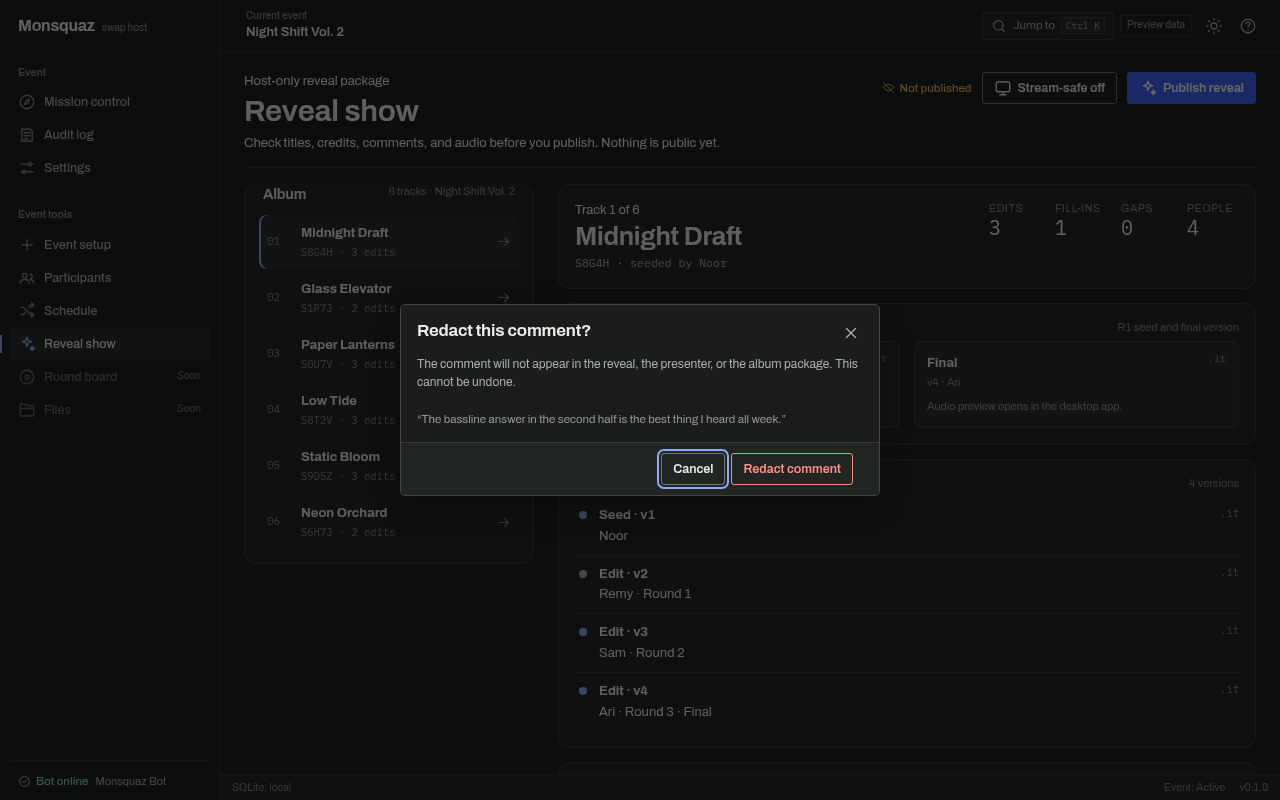 Monsquaz swap host
Event
Mission control
Audit log
Settings
Event tools
Event setup
Participants
Schedule
Reveal show
Round board Soon
Files Soon
Bot online Monsquaz Bot
Current event
Night Shift Vol. 2
Jump to Ctrl K
Preview data
Host-only reveal package
Reveal show
Check titles, credits, comments, and audio before you publish. Nothing is public yet.
Not published
Stream-safe off
Publish reveal
Album 6 tracks · Night Shift Vol. 2
01 Midnight Draft
S8G4H · 3 edits
02 Glass Elevator
S1P7J · 2 edits
03 Paper Lanterns
S0U7V · 3 edits
04 Low Tide
S8T2V · 3 edits
05 Static Bloom
S9D5Z · 3 edits
06 Neon Orchard
S6H7J · 2 edits
Track 1 of 6
Midnight Draft
S8G4H · seeded by Noor
EDITS FILL-INS GAPS PEOPLE
3 1 0 4
R1 seed and final version
Final .it
v4 · Ari
Audio preview opens in the desktop app.
Redact this comment?
The comment will not appear in the reveal, the presenter, or the album package. This
cannot be undone.
“The bassline answer in the second half is the best thing I heard all week.”
Cancel
Redact comment
4 versions
Seed · v1 .it
Noor
Edit · v2 .it
Remy · Round 1
Edit · v3 .it
Sam · Round 2
Edit · v4 .it
Ari · Round 3 · Final
SQLite, local
Event: Active v0.1.0